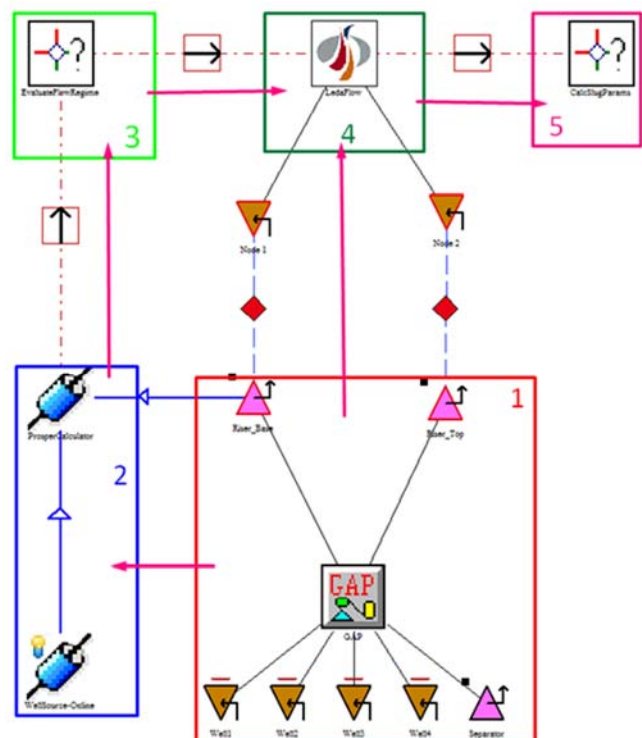 ?
?
EvaluateFlowRegime
LedaFlow
CalcSlugParams
3
4
5
Node 1
Node 2
1
Riser_Base
Riser_Top
ProsperCalculator
2
GAP
GAP
WellSource-Online
Well1
Well2
Well3
Well4
Separator